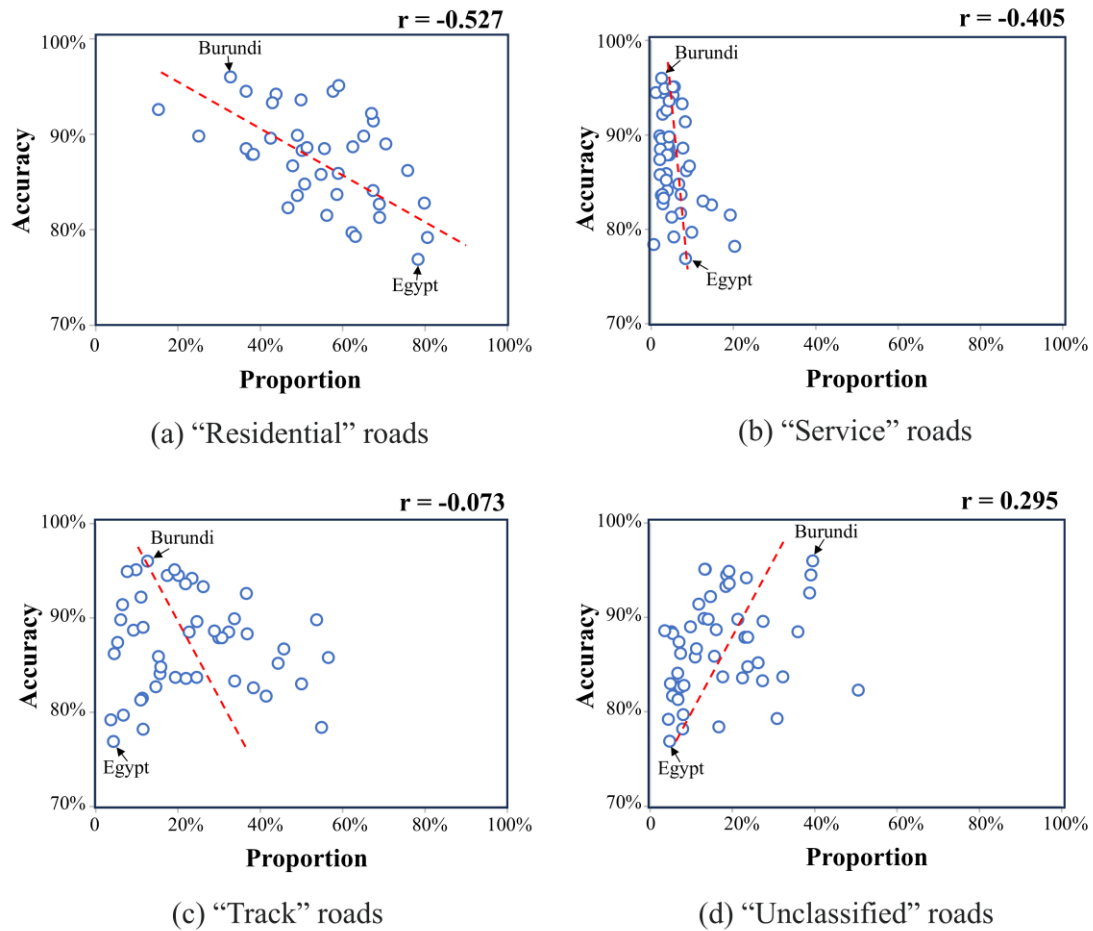 r = -0.527
100%
90%
80%
70%
Accuracy
Burundi
Egypt
0 20% 40% 60% 80% 100%
Proportion
(a) “Residential” roads
r = -0.405
100%
90%
80%
70%
Accuracy
Burundi
Egypt
0 20% 40% 60% 80% 100%
Proportion
(b) “Service” roads
r = -0.073
100%
90%
80%
70%
Accuracy
Burundi
Egypt
0 20% 40% 60% 80% 100%
Proportion
(c) “Track” roads
r = 0.295
100%
90%
80%
70%
Accuracy
Burundi
Egypt
0 20% 40% 60% 80% 100%
Proportion
(d) “Unclassified” roads